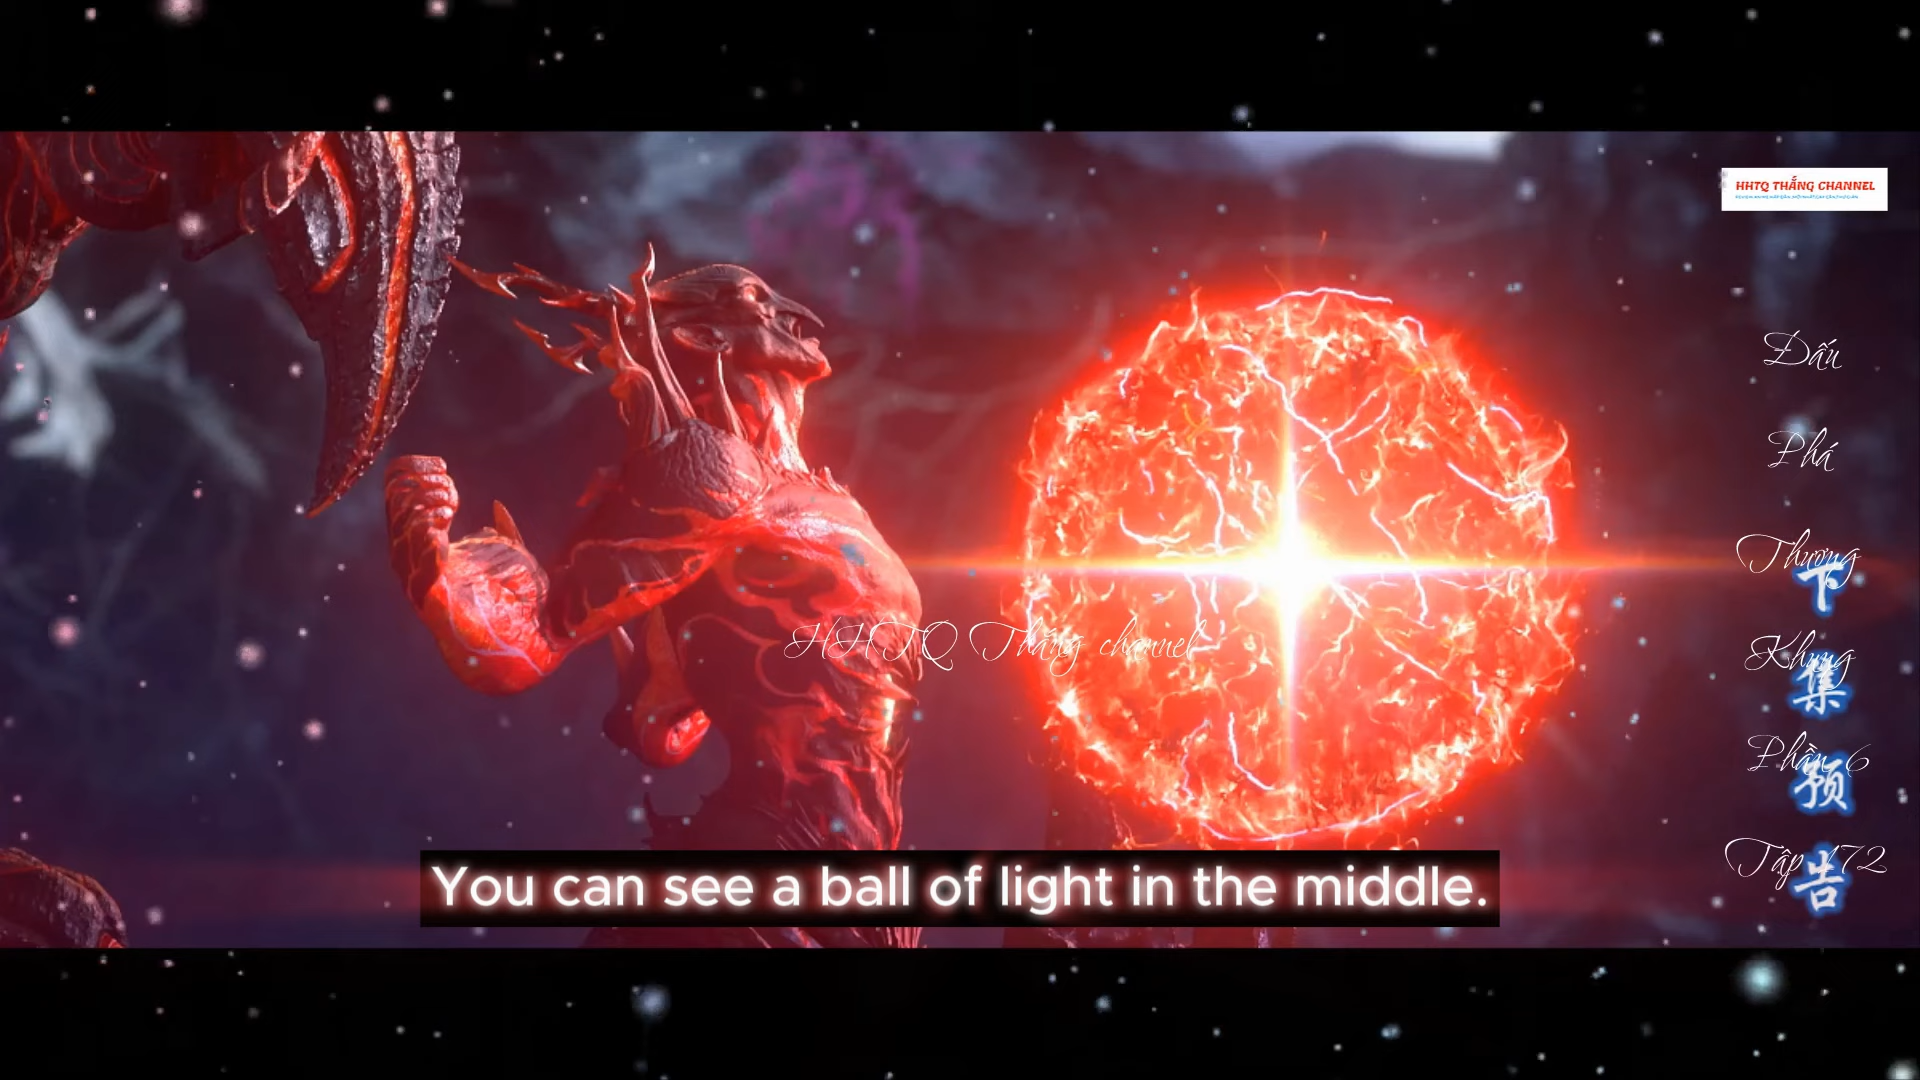 HHTQ THẮNG CHANNEL
Đấu
Phá
Thương
Khung
Phần 6
Tập 172
下
集
预
告
HHTQ Thắng channel
You can see a ball of light in the middle.